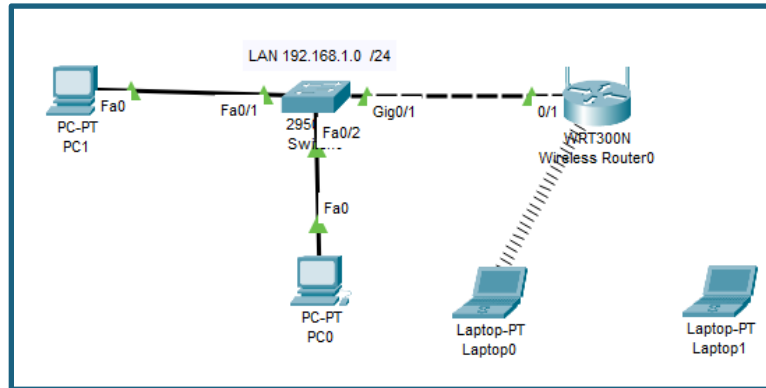 LAN 192.168.1.0 /24
Fa0
Fa0/1
Gig0/1
0/1
PC-PT
PC1
Fa0/2
WRT300N
Wireless Router0
Fa0
PC-PT
PC0
Laptop-PT
Laptop0
Laptop-PT
Laptop1